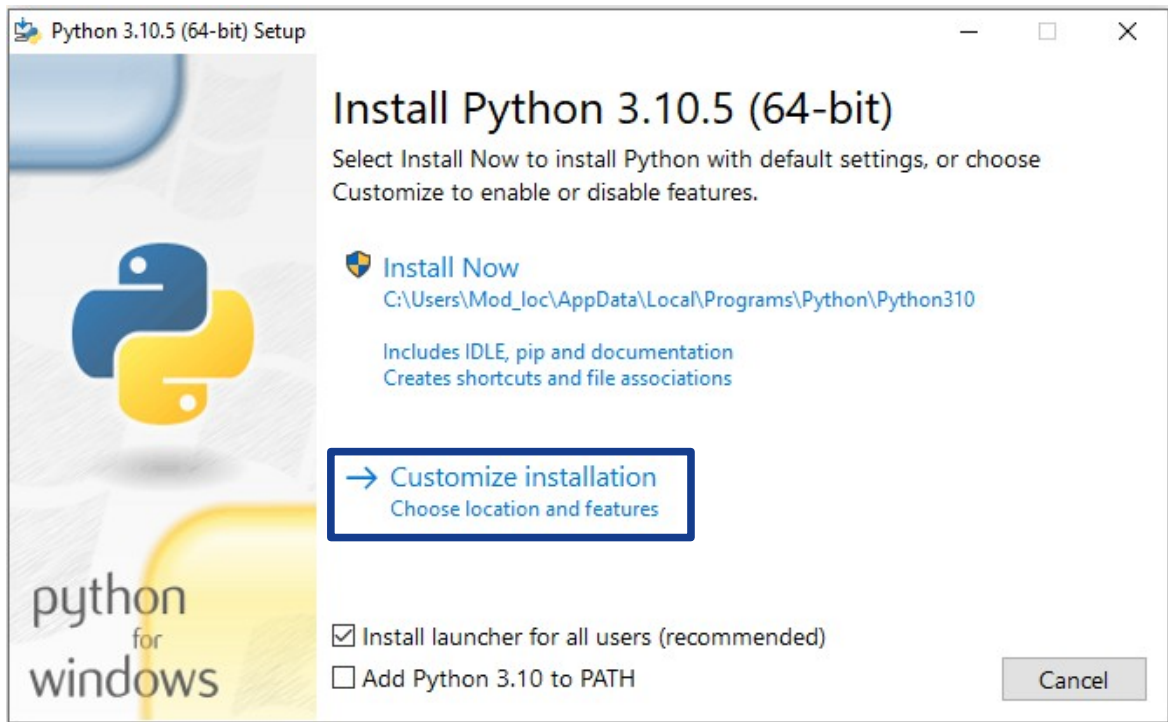 Python 3.10.5 (64-bit) Setup
Install Python 3.10.5 (64-bit)
Select Install Now to install Python with default settings, or choose
Customize to enable or disable features.
Install Now
C:\Users\Mod_loc\AppData\Local\Programs\Python\Python310
Includes IDLE, pip and documentation
Creates shortcuts and file associations
Customize installation
Choose location and features
python
for
windows
Install launcher for all users (recommended)
Add Python 3.10 to PATH
Cancel